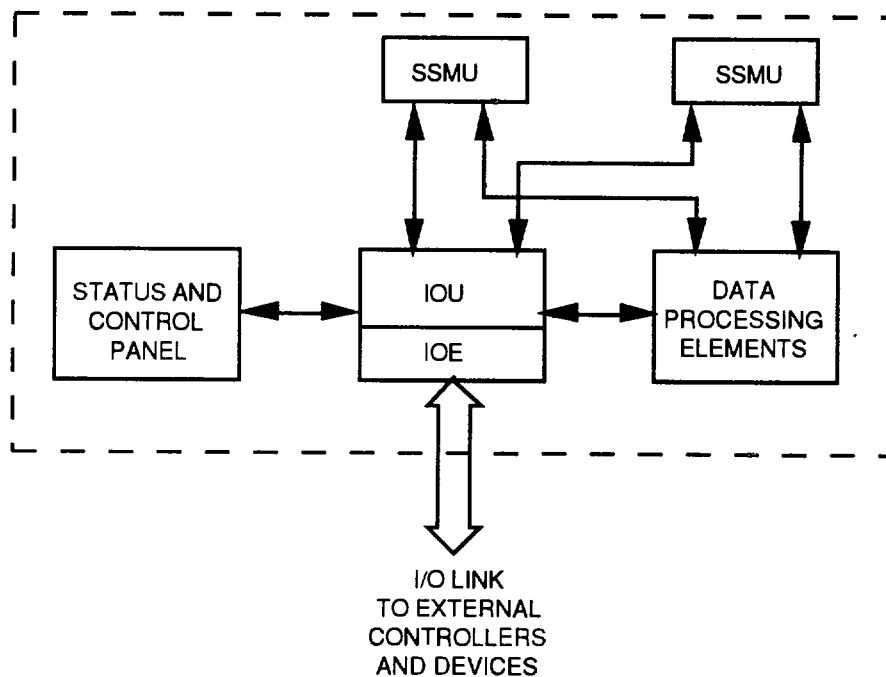 SSMU
SSMU
STATUS AND
CONTROL
PANEL
IOU
IOE
DATA
PROCESSING
ELEMENTS
I/O LINK
TO EXTERNAL
CONTROLLERS
AND DEVICES